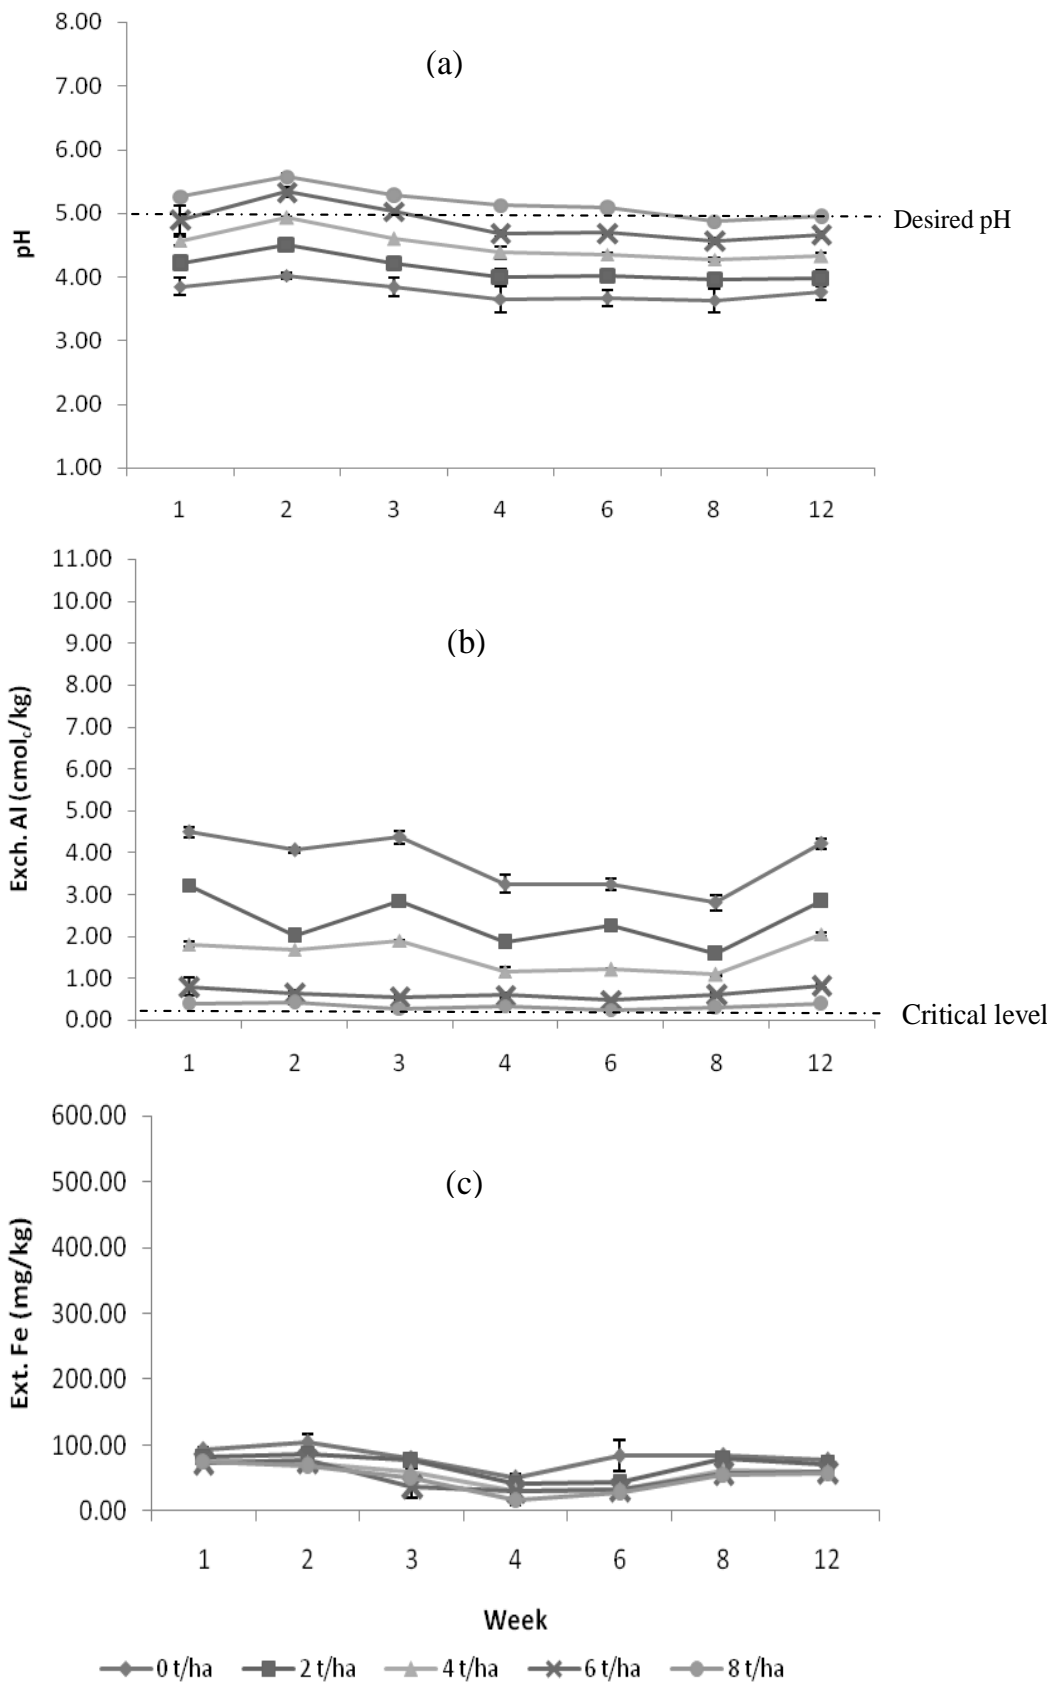 8.00
(a)
7.00
6.00
5.00
Desired pH
pH
4.00
3.00
2.00
1.00
1 2 3 4 6 8 12
11.00
10.00
9.00
(b)
8.00
7.00
Exch. Al (cmolc/kg)
6.00
5.00
4.00
3.00
2.00
1.00
0.00
Critical level
1 2 3 4 6 8 12
600.00
500.00
(c)
400.00
Ext. Fe (mg/kg)
300.00
200.00
100.00
0.00
1 2 3 4 6 8 12
Week
0 t/ha 2 t/ha 4 t/ha 6 t/ha 8 t/ha